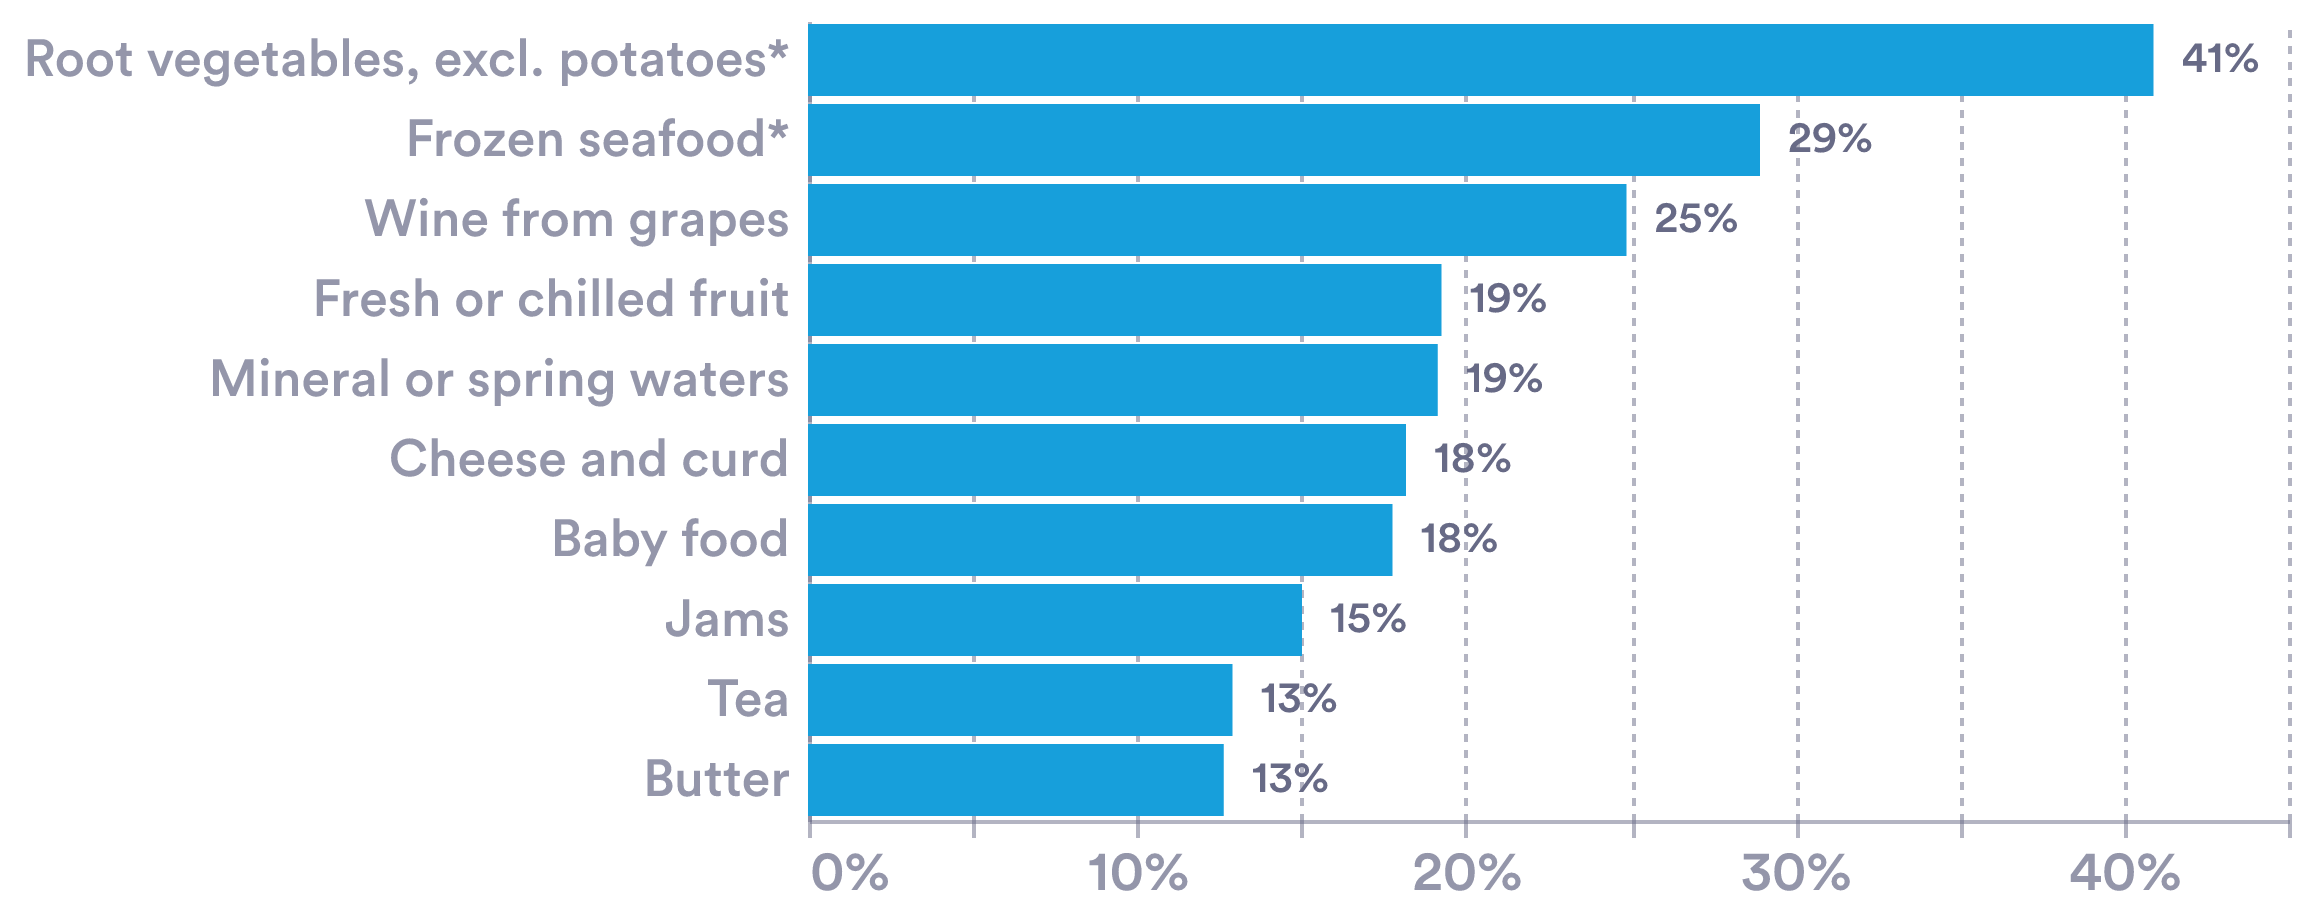 Root vegetables, excl. potatoes* 41%
Frozen seafood* 29%
Wine from grapes 25%
Fresh or chilled fruit 19%
Mineral or spring waters 19%
Cheese and curd 18%
Baby food 18%
Jams 15%
Tea 13%
Butter 13%
0% 10% 20% 30% 40%